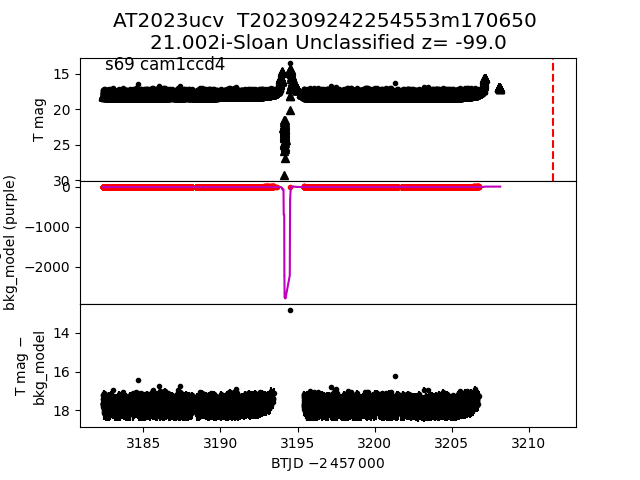 AT2023ucv  T202309242254553m170650
21.002i-Sloan Unclassified z= -99.0
s69 cam1ccd4
15
20
25
30
T mag
0
−1000
−2000
bkg_model (purple)
14
16
18
T mag −
bkg_model
3185
3190
3195
3200
3205
3210
BTJD −2 457 000